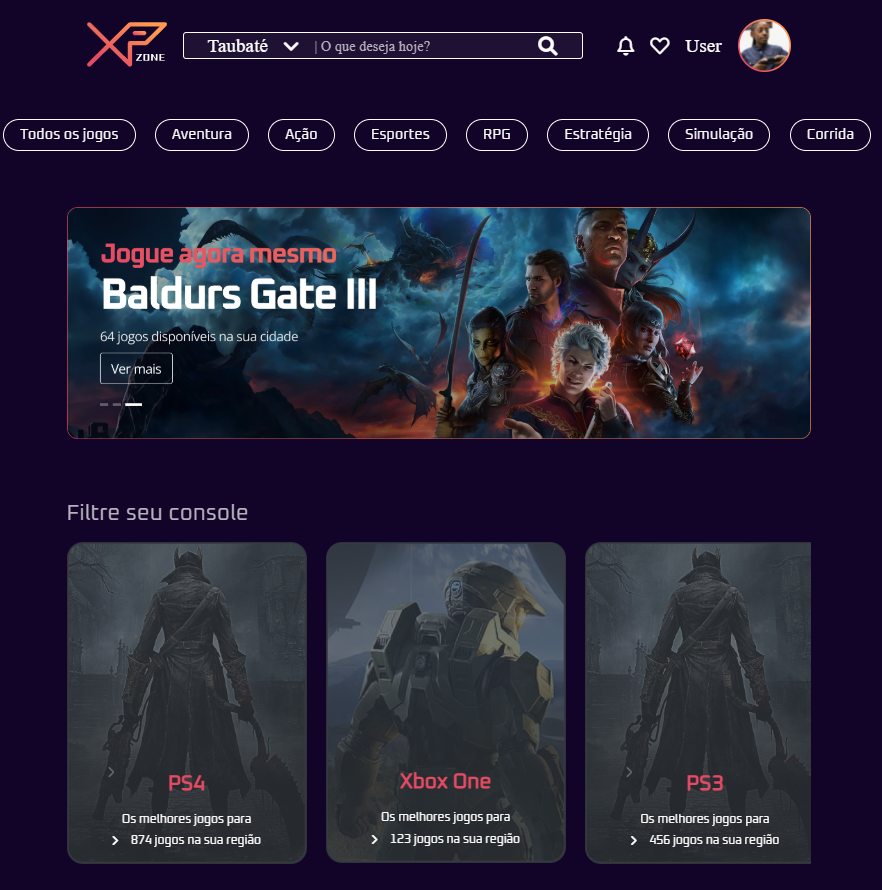 XP
ZONE
Taubaté | O que deseja hoje? User
Todos os jogos Aventura Ação Esportes RPG Estratégia Simulação Corrida
Jogue agora mesmo
Baldurs Gate III
64 jogos disponíveis na sua cidade
Ver mais
Filtre seu console
PS4
Os melhores jogos para
874 jogos na sua região
Xbox One
Os melhores jogos para
123 jogos na sua região
PS3
Os melhores jogos para
456 jogos na sua região